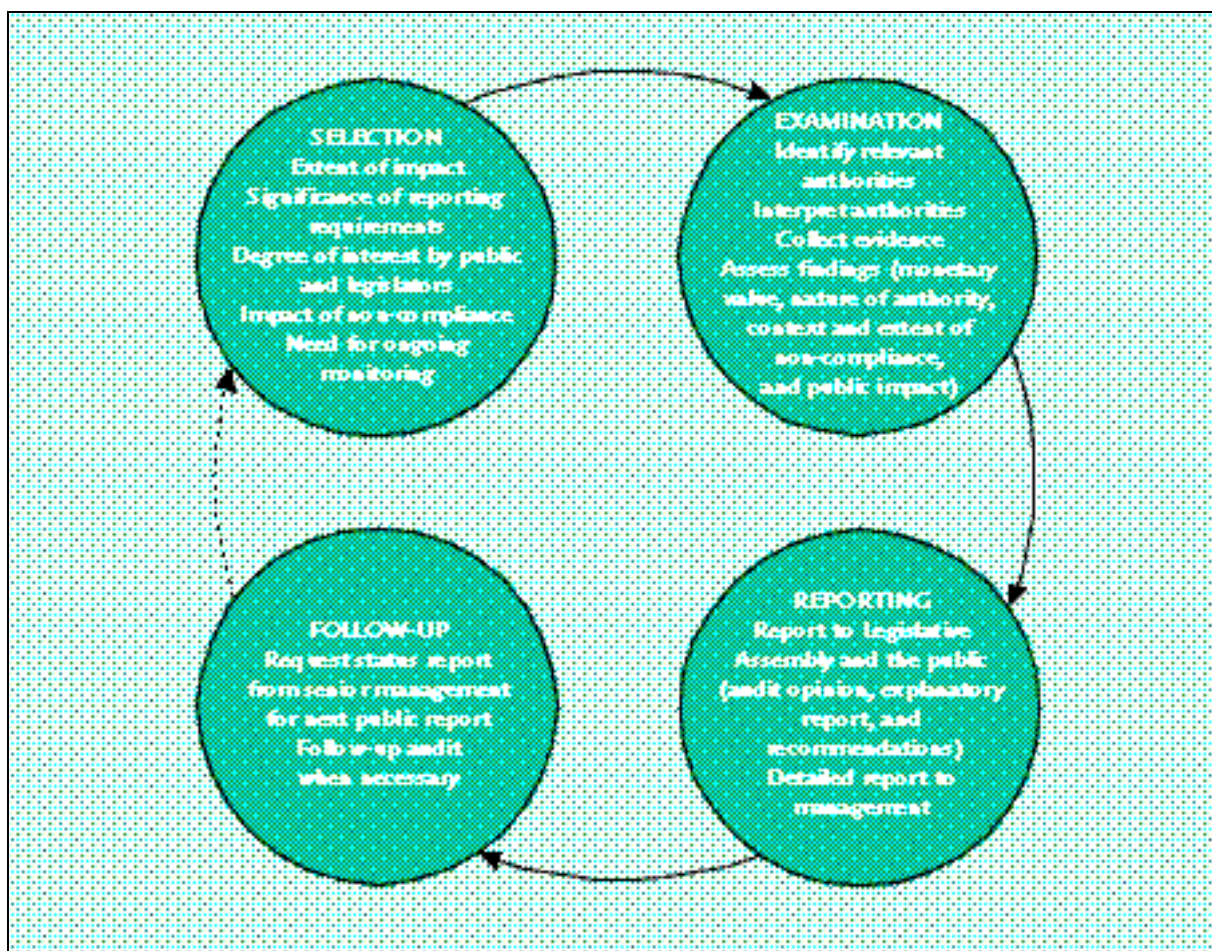 SELECTION
Extent of impact
Significance of reporting
requirements
Degree of interest by public
and legislators
Impact of non-compliance
Need for ongoing
monitoring
EXAMINATION
Identify relevant
authorities
Interpret authorities
Collect evidence
Assess findings (monetary
value, nature of authority,
context and extent of
non-compliance,
and public impact)
REPORTING
Report to Legislative
Assembly and the public
(audit opinion, explanatory
report, and
recommendations)
Detailed report to
management
FOLLOW-UP
Request status report
from senior management
for next public report
Follow-up audit
when necessary